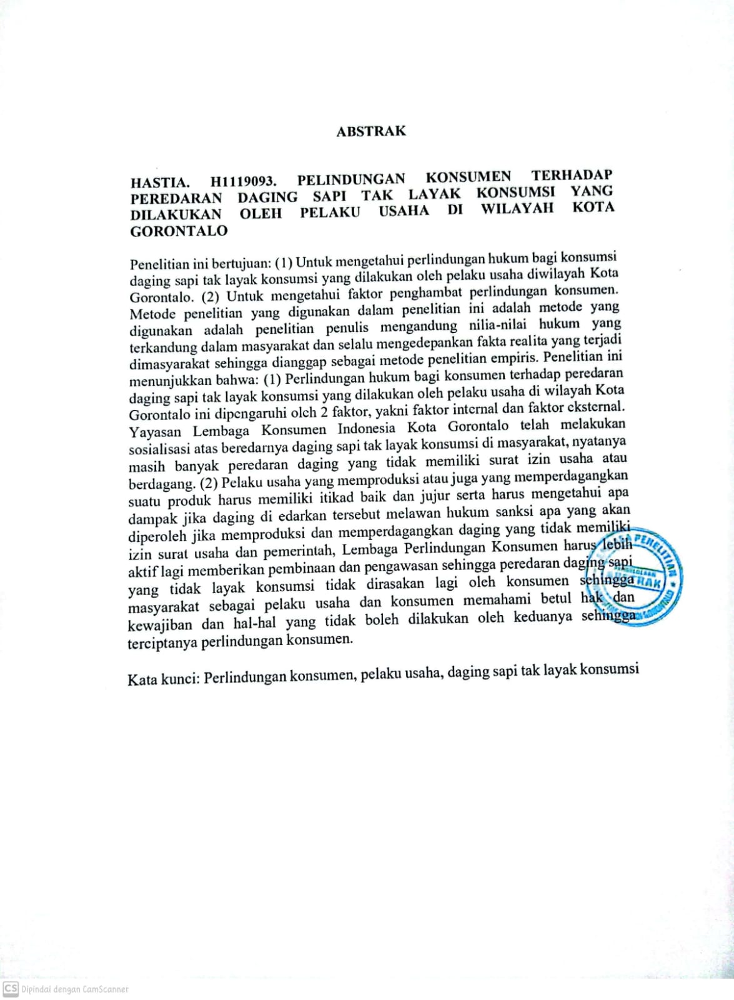 ABSTRAK
HASTIA. H1119093. PELINDUNGAN KONSUMEN TERHADAP
PEREDARAN DAGING SAPI TAK LAYAK KONSUMSI YANG
DILAKUKAN OLEH PELAKU USAHA DI WILAYAH KOTA
GORONTALO
Penelitian ini bertujuan: (1) Untuk mengetahui perlindungan hukum bagi konsumsi
daging sapi tak layak konsumsi yang dilakukan oleh pelaku usaha diwilayah Kota
Gorontalo. (2) Untuk mengetahui faktor penghambat perlindungan konsumen.
Metode penelitian yang digunakan dalam penelitian ini adalah metode yang
digunakan adalah penelitian penulis mengandung nilia-nilai hukum yang
terkandung dalam masyarakat dan selalu mengedepankan fakta realita yang terjadi
dimasyarakat sehingga dianggap sebagai metode penelitian empiris. Penelitian ini
menunjukkan bahwa: (1) Perlindungan hukum bagi konsumen terhadap peredaran
daging sapi tak layak konsumsi yang dilakukan oleh pelaku usaha di wilayah Kota
Gorontalo ini dipengaruhi oleh 2 faktor, yakni faktor internal dan faktor eksternal.
Yayasan Lembaga Konsumen Indonesia Kota Gorontalo telah melakukan
sosialisasi atas beredarnya daging sapi tak layak konsumsi di masyarakat, nyatanya
masih banyak peredaran daging yang tidak memiliki surat izin usaha atau
berdagang. (2) Pelaku usaha yang memproduksi atau juga yang memperdagangkan
suatu produk harus memiliki itikad baik dan jujur serta harus mengetahui apa
dampak jika daging di edarkan tersebut melawan hukum sanksi apa yang akan
diperoleh jika memproduksi dan memperdagangkan daging yang tidak memiliki
izin surat usaha dan pemerintah, Lembaga Perlindungan Konsumen harus lebih
aktif lagi memberikan pembinaan dan pengawasan sehingga peredaran daging sapi
yang tidak layak konsumsi tidak dirasakan lagi oleh konsumen sehingga
masyarakat sebagai pelaku usaha dan konsumen memahami betul hak dan
kewajiban dan hal-hal yang tidak boleh dilakukan oleh keduanya sehingga
terciptanya perlindungan konsumen.
Kata kunci: Perlindungan konsumen, pelaku usaha, daging sapi tak layak konsumsi
PENELITIAN
CS Dipindai dengan CamScanner